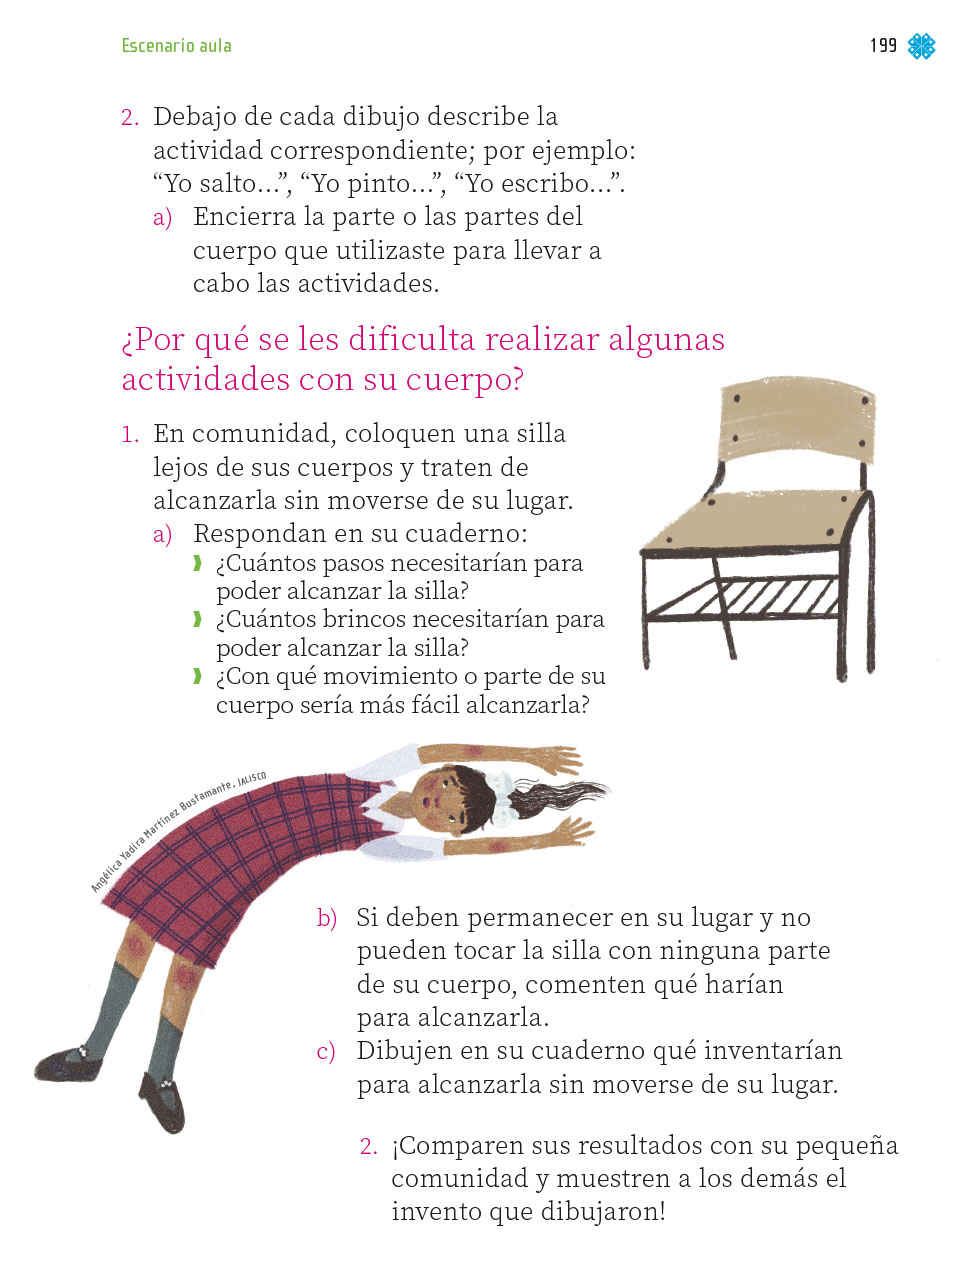 Escenario aula
199
2. Debajo de cada dibujo describe la
actividad correspondiente; por ejemplo:
“Yo salto...”, “Yo pinto...”, “Yo escribo...”.
a) Encierra la parte o las partes del
cuerpo que utilizaste para llevar a
cabo las actividades.
¿Por qué se les dificulta realizar algunas
actividades con su cuerpo?
1. En comunidad, coloquen una silla
lejos de sus cuerpos y traten de
alcanzarla sin moverse de su lugar.
a) Respondan en su cuaderno:
¿Cuántos pasos necesitarían para
poder alcanzar la silla?
¿Cuántos brincos necesitarían para
poder alcanzar la silla?
¿Con qué movimiento o parte de su
cuerpo sería más fácil alcanzarla?
Angélica Yadira Martínez Bustamante, JALISCO
b) Si deben permanecer en su lugar y no
pueden tocar la silla con ninguna parte
de su cuerpo, comenten qué harían
para alcanzarla.
c) Dibujen en su cuaderno qué inventarían
para alcanzarla sin moverse de su lugar.
2. ¡Comparen sus resultados con su pequeña
comunidad y muestren a los demás el
invento que dibujaron!